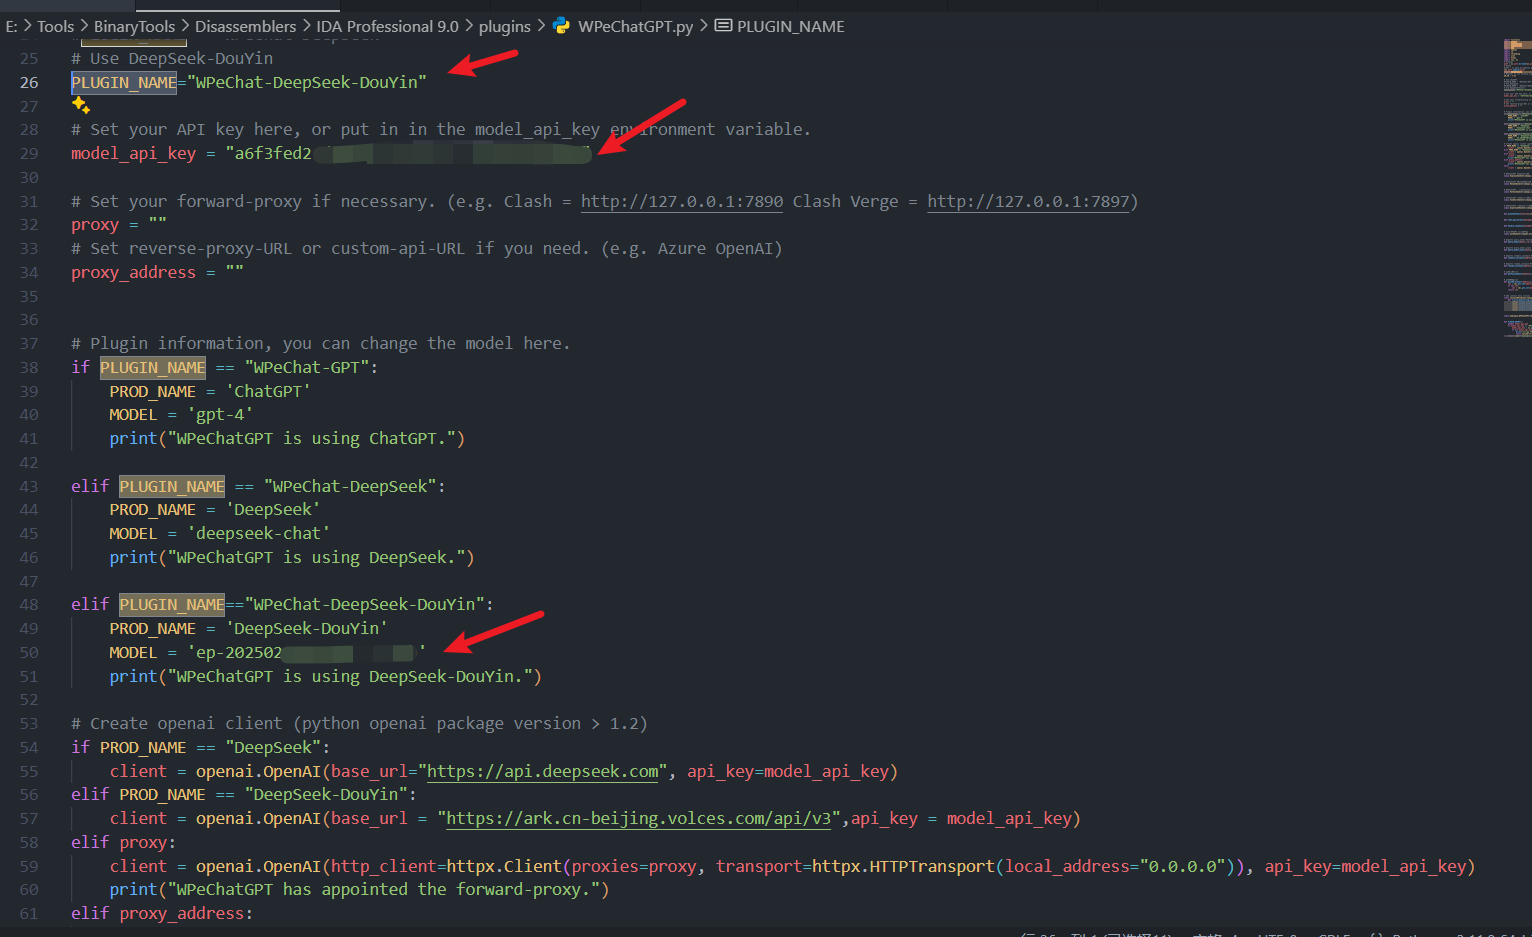 E: > Tools > BinaryTools > Disassemblers > IDA Professional 9.0 > plugins > WPeChatGPT.py > PLUGIN_NAME
25 # Use DeepSeek-DouYin
26 PLUGIN_NAME="WPeChat-DeepSeek-DouYin"
27
28 # Set your API key here, or put in in the model_api_key environment variable.
29 model_api_key = "a6f3fed2
30
31 # Set your forward-proxy if necessary. (e.g. Clash = http://127.0.0.1:7890 Clash Verge = http://127.0.0.1:7897)
32 proxy = ""
33 # Set reverse-proxy-URL or custom-api-URL if you need. (e.g. Azure OpenAI)
34 proxy_address = ""
35
36
37 # Plugin information, you can change the model here.
38 if PLUGIN_NAME == "WPeChat-GPT":
39 PROD_NAME = 'ChatGPT'
40 MODEL = 'gpt-4'
41 print("WPeChatGPT is using ChatGPT.")
42
43 elif PLUGIN_NAME == "WPeChat-DeepSeek":
44 PROD_NAME = 'DeepSeek'
45 MODEL = 'deepseek-chat'
46 print("WPeChatGPT is using DeepSeek.")
47
48 elif PLUGIN_NAME=="WPeChat-DeepSeek-DouYin":
49 PROD_NAME = 'DeepSeek-DouYin'
50 MODEL = 'ep-202502 '
51 print("WPeChatGPT is using DeepSeek-DouYin.")
52
53 # Create openai client (python openai package version > 1.2)
54 if PROD_NAME == "DeepSeek":
55 client = openai.OpenAI(base_url="https://api.deepseek.com", api_key=model_api_key)
56 elif PROD_NAME == "DeepSeek-DouYin":
57 client = openai.OpenAI(base_url = "https://ark.cn-beijing.volces.com/api/v3",api_key = model_api_key)
58 elif proxy:
59 client = openai.OpenAI(http_client=httpx.Client(proxies=proxy, transport=httpx.HTTPTransport(local_address="0.0.0.0")), api_key=model_api_key)
60 print("WPeChatGPT has appointed the forward-proxy.")
61 elif proxy_address: